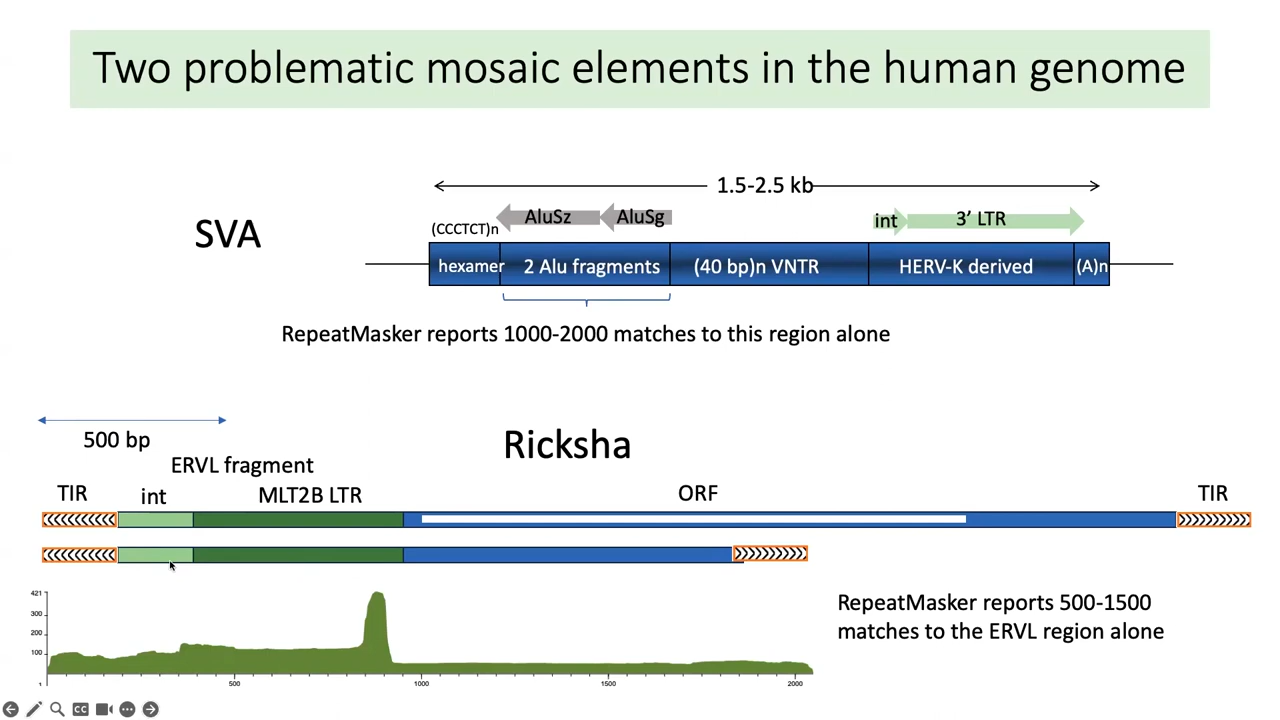 Two problematic mosaic elements in the human genome
1.5-2.5 kb
SVA
AluSz
AluSg
int
3’ LTR
(CCCTCT)n
hexamer
2 Alu fragments
(40 bp)n VNTR
HERV-K derived
(A)n
RepeatMasker reports 1000-2000 matches to this region alone
500 bp
Ricksha
ERVL fragment
TIR
int
MLT2B LTR
ORF
TIR
421
300
200
100
1
500
1000
1500
2000
RepeatMasker reports 500-1500
matches to the ERVL region alone
CC